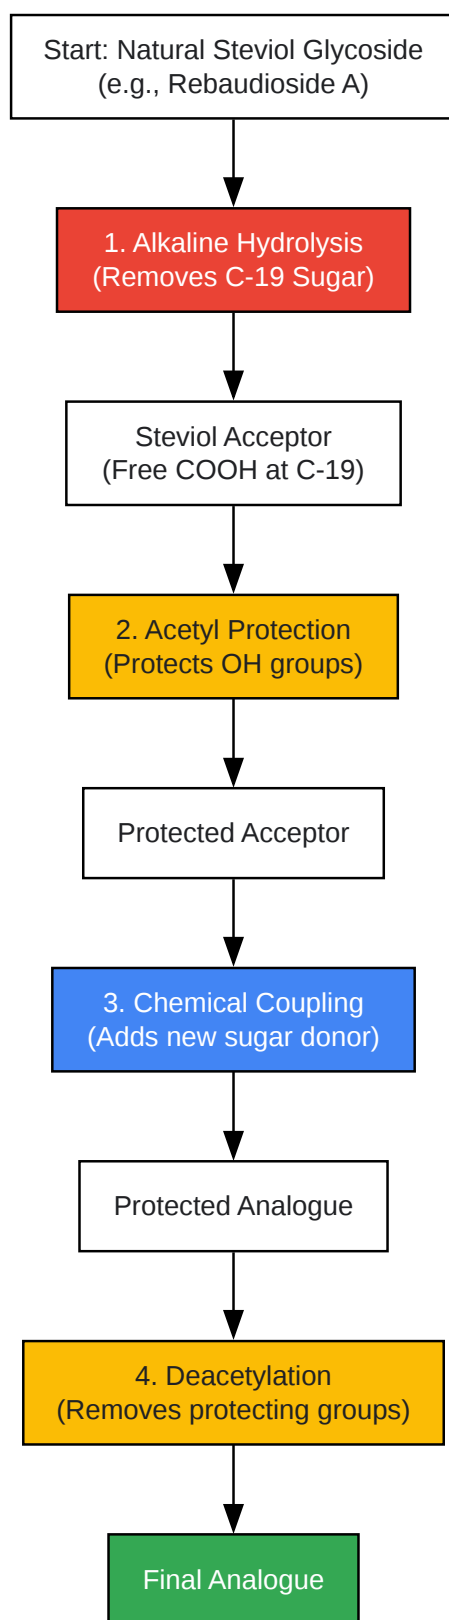 Start: Natural Steviol Glycoside
(e.g., Rebaudioside A)
1. Alkaline Hydrolysis
(Removes C-19 Sugar)
Steviol Acceptor
(Free COOH at C-19)
2. Acetyl Protection
(Protects OH groups)
Protected Acceptor
3. Chemical Coupling
(Adds new sugar donor)
Protected Analogue
4. Deacetylation
(Removes protecting groups)
Final Analogue